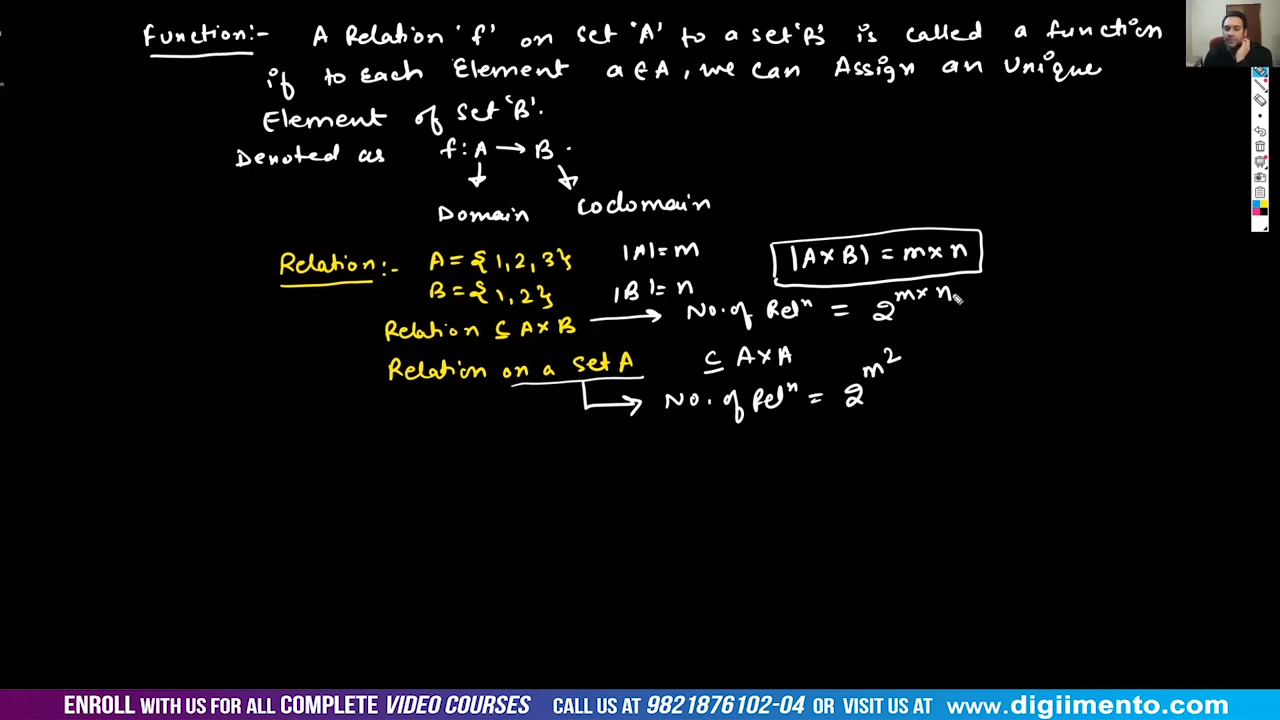 Function:- A Relation 'f' on set 'A' to a set 'B' is called a function
if to Each Element a ∈ A, we can Assign an Unique
Element of set 'B'.
Denoted as f: A → B.
Domain Codomain
Relation:- A = {1, 2, 3} |A| = m |A × B| = m × n
B = {1, 2} |B| = n
Relation ⊆ A × B → No. of Relⁿ = 2^(m × n)
Relation on a set A ⊆ A × A
→ No. of Relⁿ = 2^(m²)
ENROLL WITH US FOR ALL COMPLETE VIDEO COURSES CALL US AT 9821876102-04 OR VISIT US AT www.digiimento.com